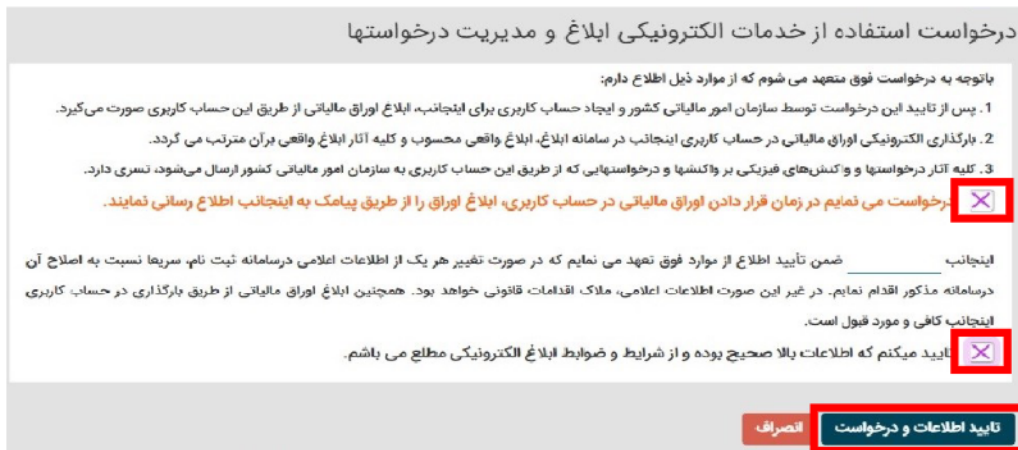 درخواست استفاده از خدمات الکترونیکی ابلاغ و مدیریت درخواستها
باتوجه به درخواست فوق متعهد می شوم که از موارد ذیل اطلاع دارم:
1. پس از تایید این درخواست توسط سازمان امور مالیاتی کشور و ایجاد حساب کاربری برای اینجانب، ابلاغ اوراق مالیاتی از طریق این حساب کاربری صورت می‌گیرد.
2. بارگذاری الکترونیکی اوراق مالیاتی در حساب کاربری اینجانب در سامانه ابلاغ، ابلاغ واقعی محسوب و کلیه آثار ابلاغ واقعی برآن مترتب می گردد.
3. کلیه آثار درخواستها و واکنش‌های فیزیکی بر واکنشها و درخواستهایی که از طریق این حساب کاربری به سازمان امور مالیاتی کشور ارسال می‌شود، تسری دارد.
درخواست می نمایم در زمان قرار دادن اوراق مالیاتی در حساب کاربری، ابلاغ اوراق را از طریق پیامک به اینجانب اطلاع رسانی نمایند.
اینجانب ضمن تأیید اطلاع از موارد فوق تعهد می نمایم که در صورت تغییر هر یک از اطلاعات اعلامی درسامانه ثبت نام، سریعا نسبت به اصلاح آن
درسامانه مذکور اقدام نمایم. در غیر این صورت اطلاعات اعلامی، ملاک اقدامات قانونی خواهد بود. همچنین ابلاغ اوراق مالیاتی از طریق بارگذاری در حساب کاربری
اینجانب کافی و مورد قبول است.
تایید میکنم که اطلاعات بالا صحیح بوده و از شرایط و ضوابط ابلاغ الکترونیکی مطلع می باشم.
تایید اطلاعات و درخواست انصراف